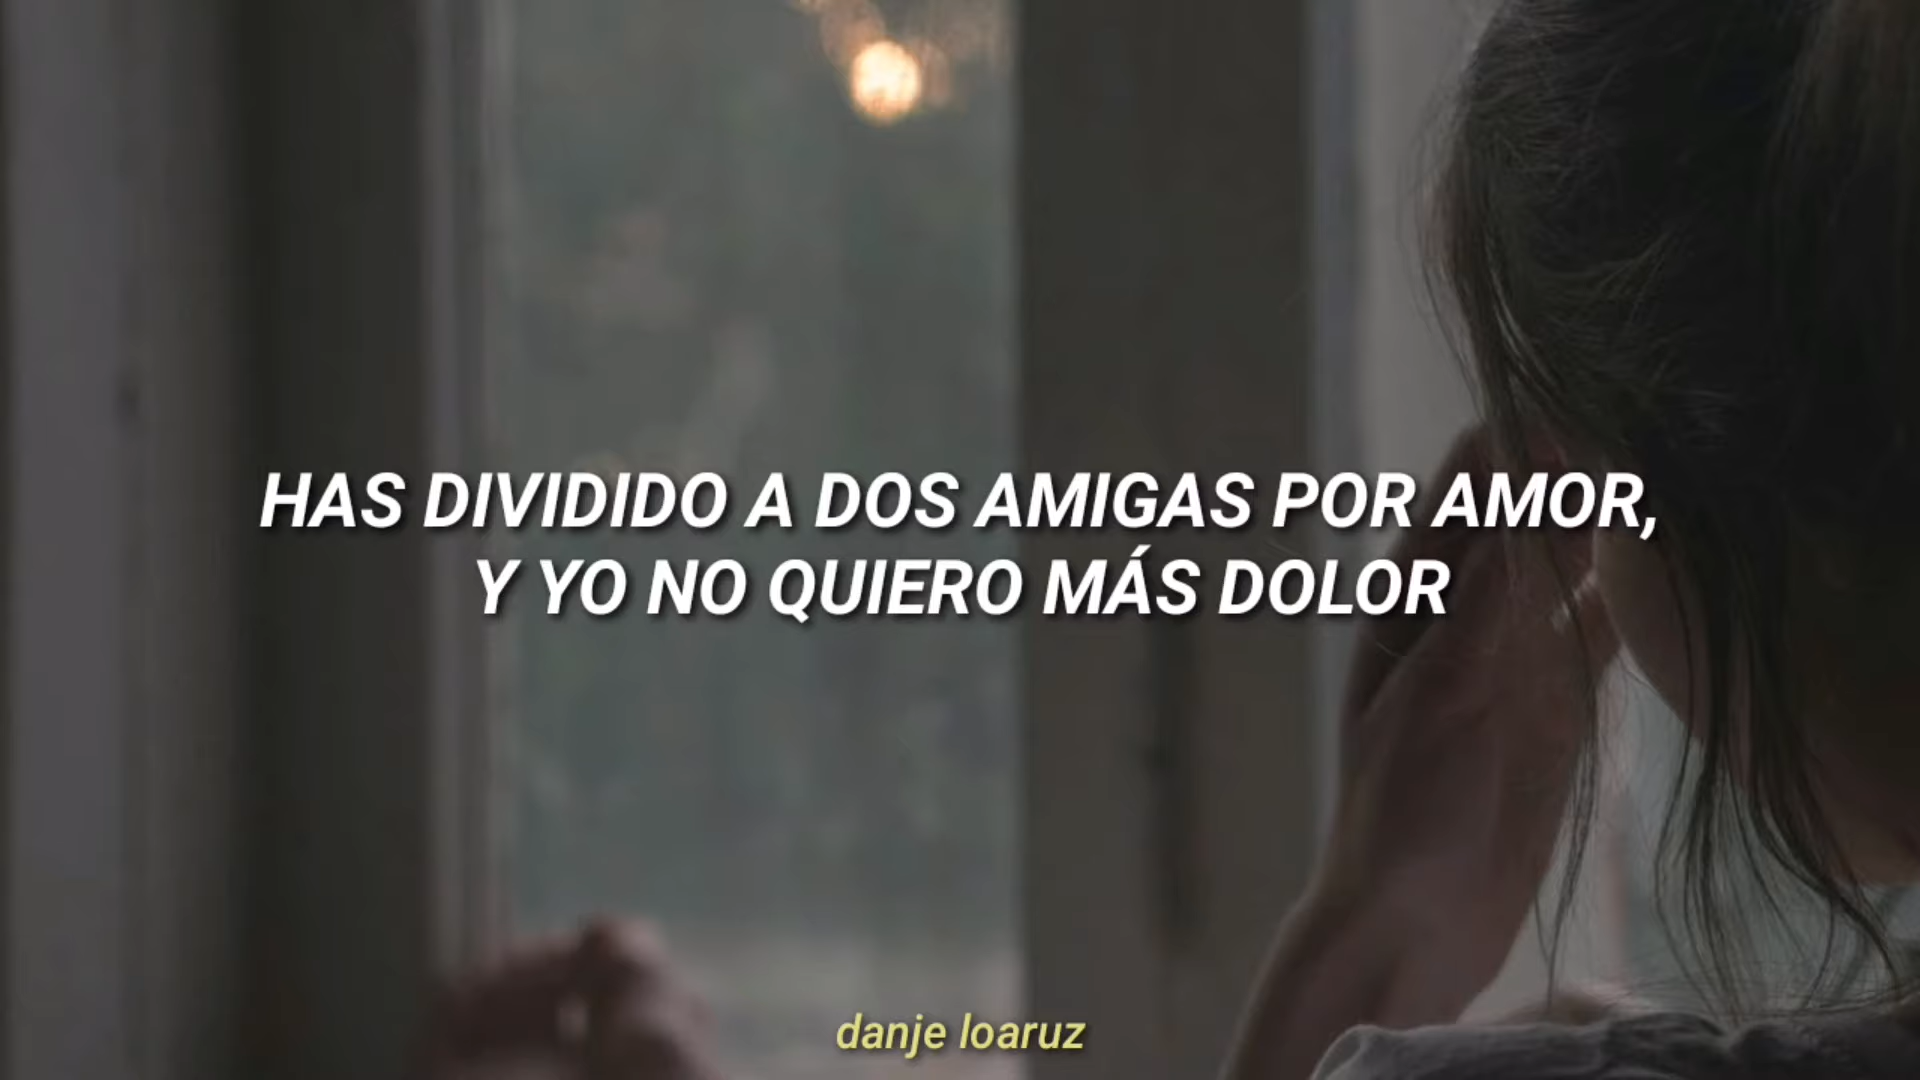 HAS DIVIDIDO A DOS AMIGAS POR AMOR,
Y YO NO QUIERO MÁS DOLOR
danje loaruz